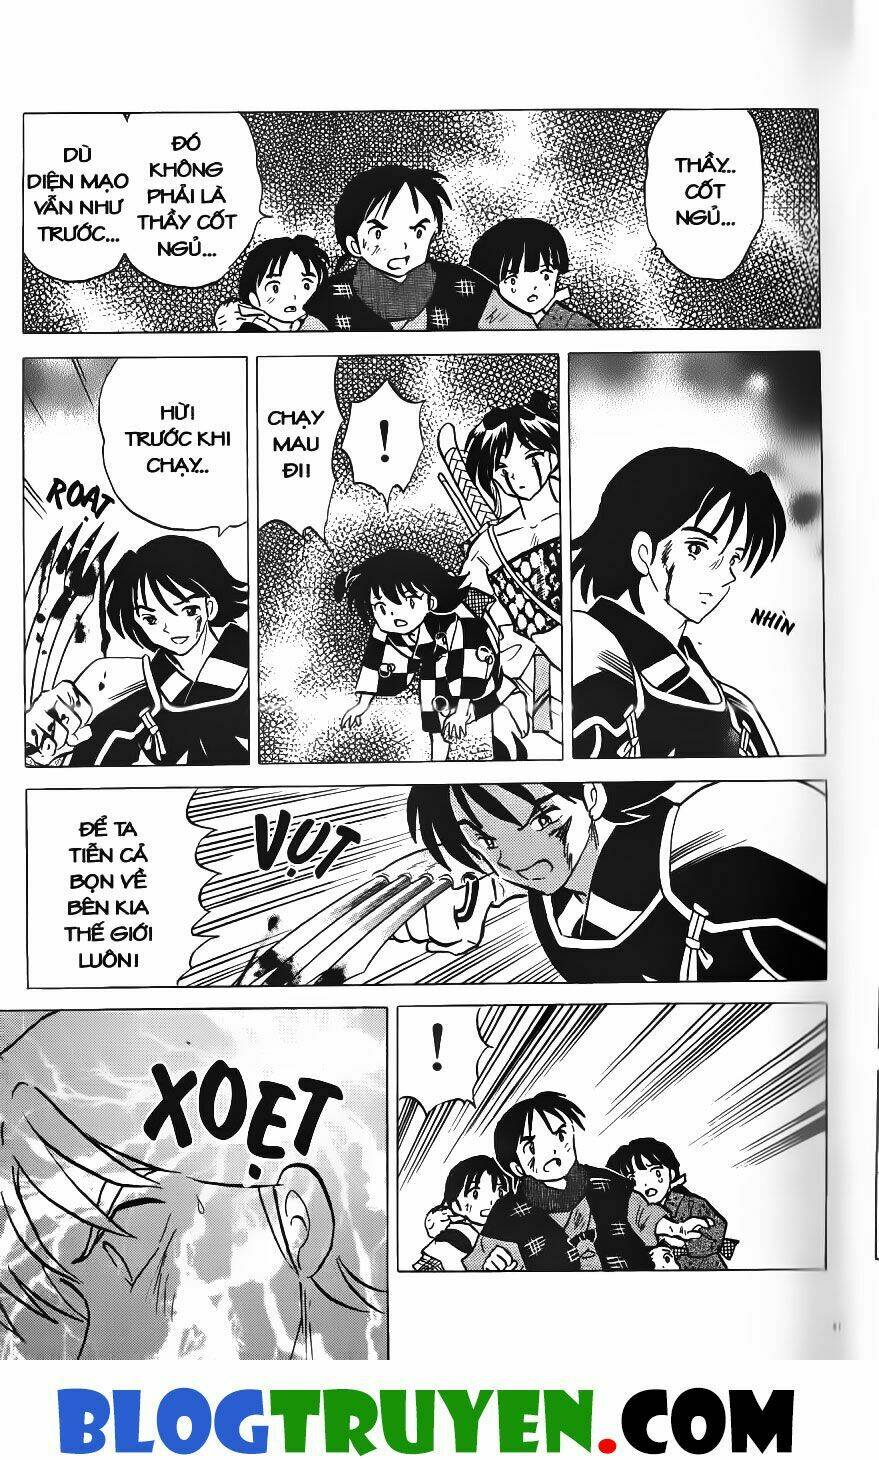 THẦY...
CỐT
NGỦ...
ĐÓ
KHÔNG
PHẢI LÀ
THẦY CỐT
NGỦ...
DÙ
DIỆN MẠO
VẪN NHƯ
TRƯỚC...
NHÌN
!
CHẠY
MAU
ĐI!
HỪ!
TRƯỚC KHI
CHẠY...
ROẠT
VỤT
ĐỂ TA
TIỄN CẢ
BỌN VỀ
BÊN KIA
THẾ GIỚI
LUÔN!
!
XOẸT
BLOGTRUYEN.COM